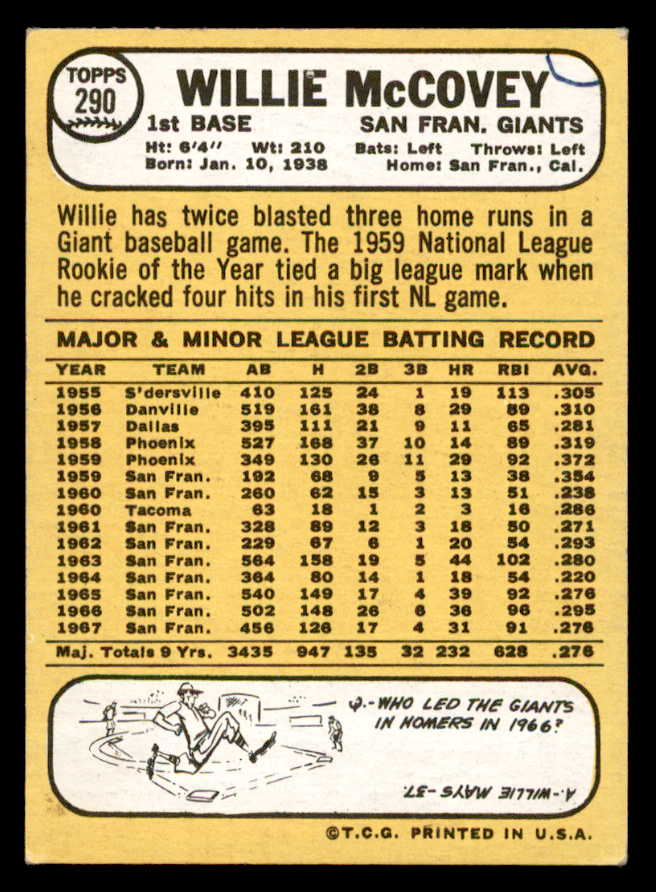 TOPPS
290
WILLIE McCOVEY
1st BASE SAN FRAN. GIANTS
Ht: 6'4" Wt: 210 Bats: Left Throws: Left
Born: Jan. 10, 1938 Home: San Fran., Cal.
Willie has twice blasted three home runs in a
Giant baseball game. The 1959 National League
Rookie of the Year tied a big league mark when
he cracked four hits in his first NL game.
MAJOR & MINOR LEAGUE BATTING RECORD
YEAR TEAM AB H 2B 3B HR RBI AVG.
1955 S'dersville 410 125 24 1 19 113 .305
1956 Danville 519 161 38 8 29 89 .310
1957 Dallas 395 111 21 9 11 65 .281
1958 Phoenix 527 168 37 10 14 89 .319
1959 Phoenix 349 130 26 11 29 92 .372
1959 San Fran. 192 68 9 5 13 38 .354
1960 San Fran. 260 62 15 3 13 51 .238
1960 Tacoma 63 18 1 2 3 16 .286
1961 San Fran. 328 89 12 3 18 50 .271
1962 San Fran. 229 67 6 1 20 54 .293
1963 San Fran. 564 158 19 5 44 102 .280
1964 San Fran. 364 80 14 1 18 54 .220
1965 San Fran. 540 149 17 4 39 92 .276
1966 San Fran. 502 148 26 6 36 96 .295
1967 San Fran. 456 126 17 4 31 91 .276
Maj. Totals 9 Yrs. 3435 947 135 32 232 628 .276
Q.-WHO LED THE GIANTS
IN HOMERS IN 1966?
A.-WILLIE MAYS-37.
©T.C.G. PRINTED IN U.S.A.